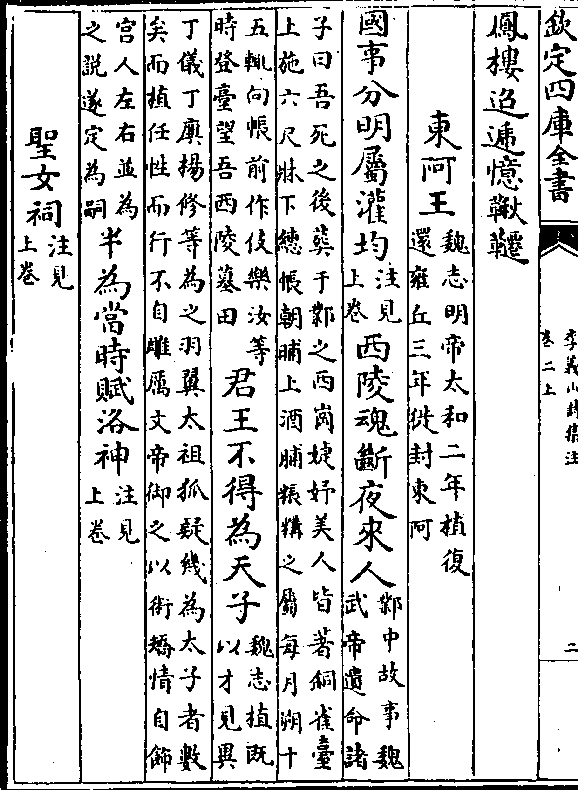 欽定四庫全書
李義山詩集注
卷二上
二
鳳樓迢遞憶鞦韆
東阿王
魏志明帝太和二年植復
還雍丘三年徙封東阿
國事分明屬灌均
注見
上卷
西陵魂斷夜來人
鄴中故事魏
武帝遺命諸
子曰吾死之後葬于鄴之西崗婕妤美人皆著銅雀臺
上施六尺牀下繐帳朝晡上酒脯粻糒之屬每月朔十
五輒向帳前作伎樂汝等
時登臺望吾西陵墓田
君王不得為天子
魏志植既
以才見異
丁儀丁廙楊修等為之羽翼太祖狐疑幾為太子者數
矣而植任性而行不自雕厲文帝御之以術矯情自飾
宫人左右並為
之説遂定為嗣
半為當時賦洛神
注見
上卷
聖女祠
注見
上卷